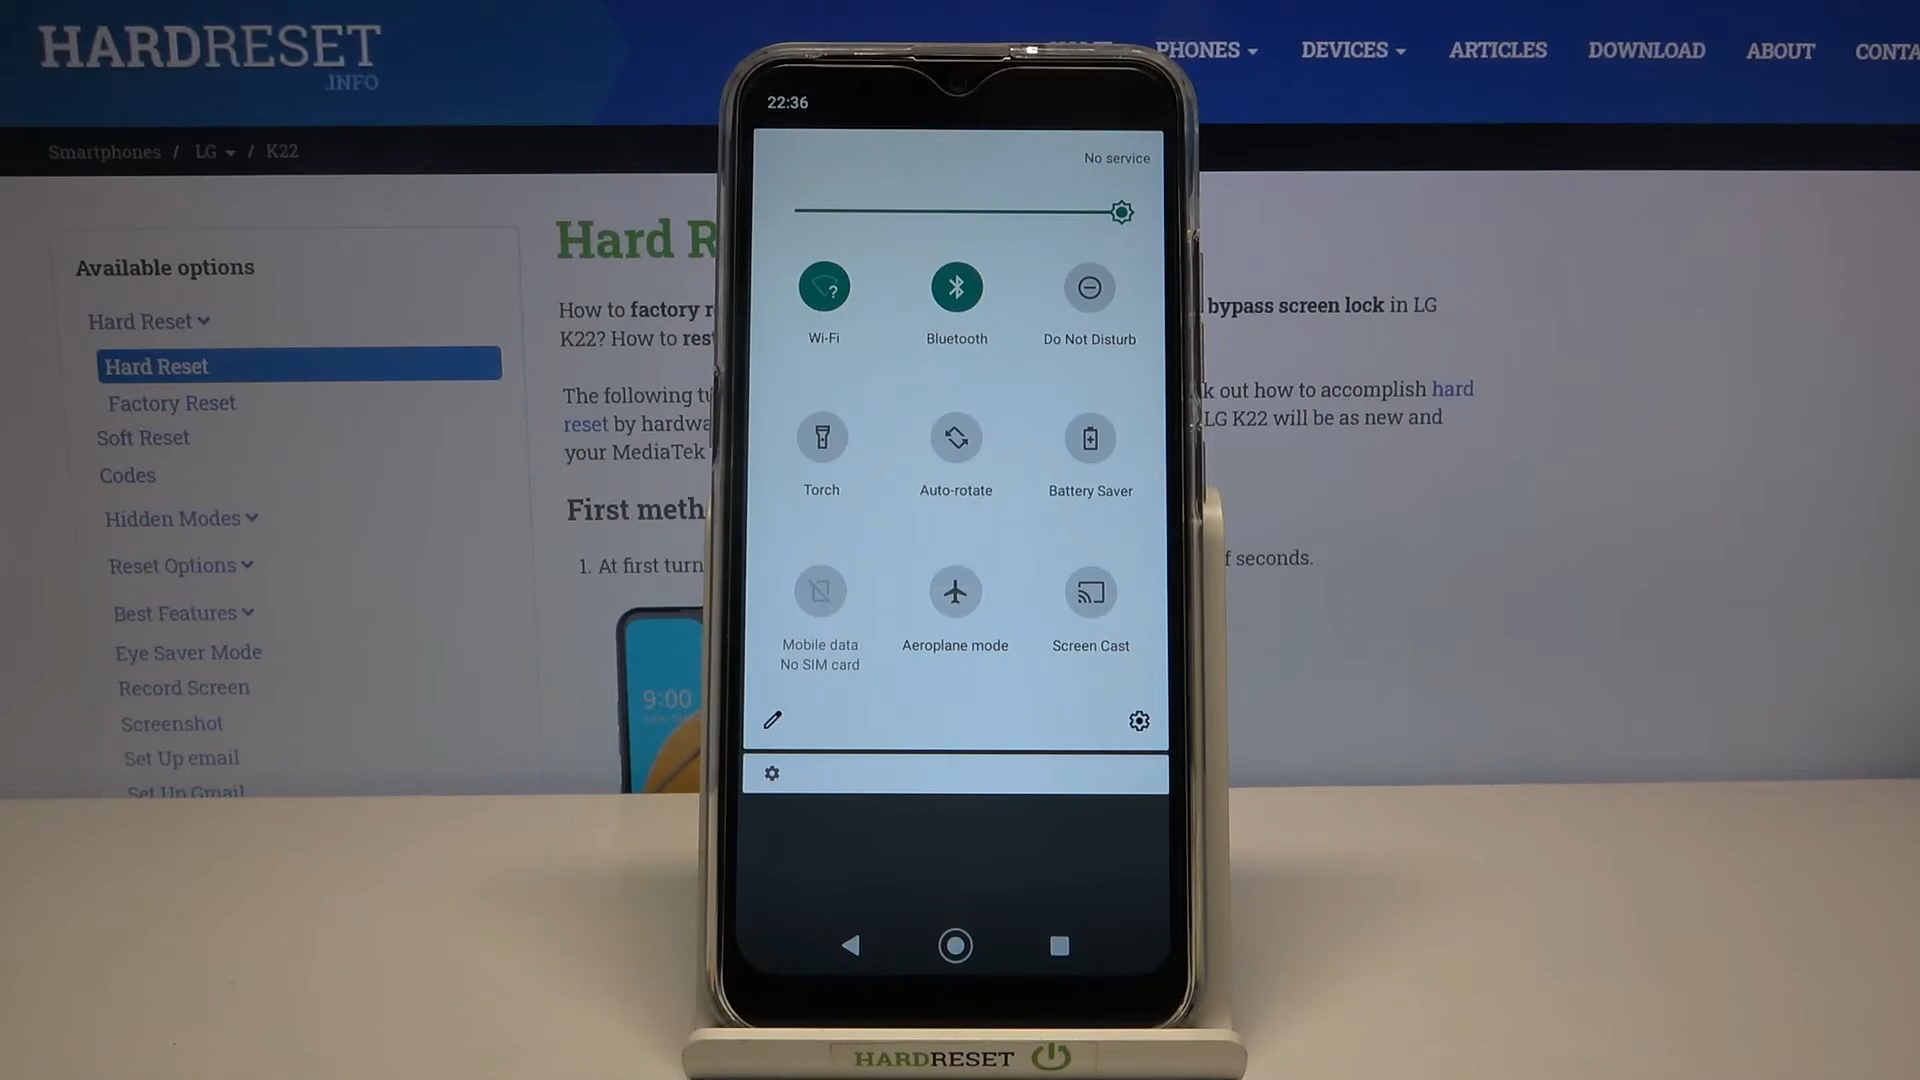 HARDRESET
.INFO
PHONES
DEVICES
ARTICLES
DOWNLOAD
ABOUT
CONTA
Smartphones / LG / K22
Available options
Hard Reset
Hard Reset
Factory Reset
Soft Reset
Codes
Hidden Modes
Reset Options
Best Features
Eye Saver Mode
Record Screen
Screenshot
Set Up email
Set Up Gmail
Hard R
How to factory r
bypass screen lock in LG
K22? How to res
The following tu
k out how to accomplish hard
reset by hardwa
LG K22 will be as new and
your MediaTek
First meth
1. At first turn
f seconds.
9:00
22:36
No service
Wi-Fi
Bluetooth
Do Not Disturb
Torch
Auto-rotate
Battery Saver
Mobile data
No SIM card
Aeroplane mode
Screen Cast
HARDRESET